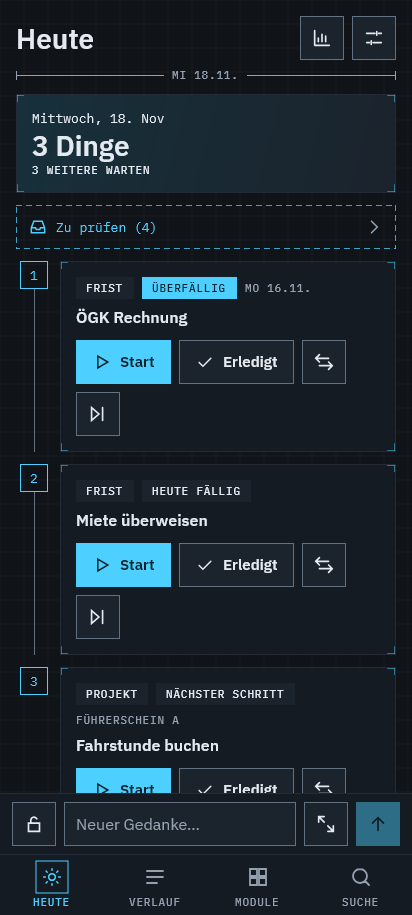 Heute
MI 18.11.
Mittwoch, 18. Nov
3 Dinge
3 WEITERE WARTEN
Zu prüfen (4)
1
FRIST ÜBERFÄLLIG MO 16.11.
ÖGK Rechnung
Start Erledigt
2
FRIST HEUTE FÄLLIG
Miete überweisen
Start Erledigt
3
PROJEKT NÄCHSTER SCHRITT
FÜHRERSCHEIN A
Fahrstunde buchen
Start Erledigt
Neuer Gedanke…
HEUTE VERLAUF MODULE SUCHE